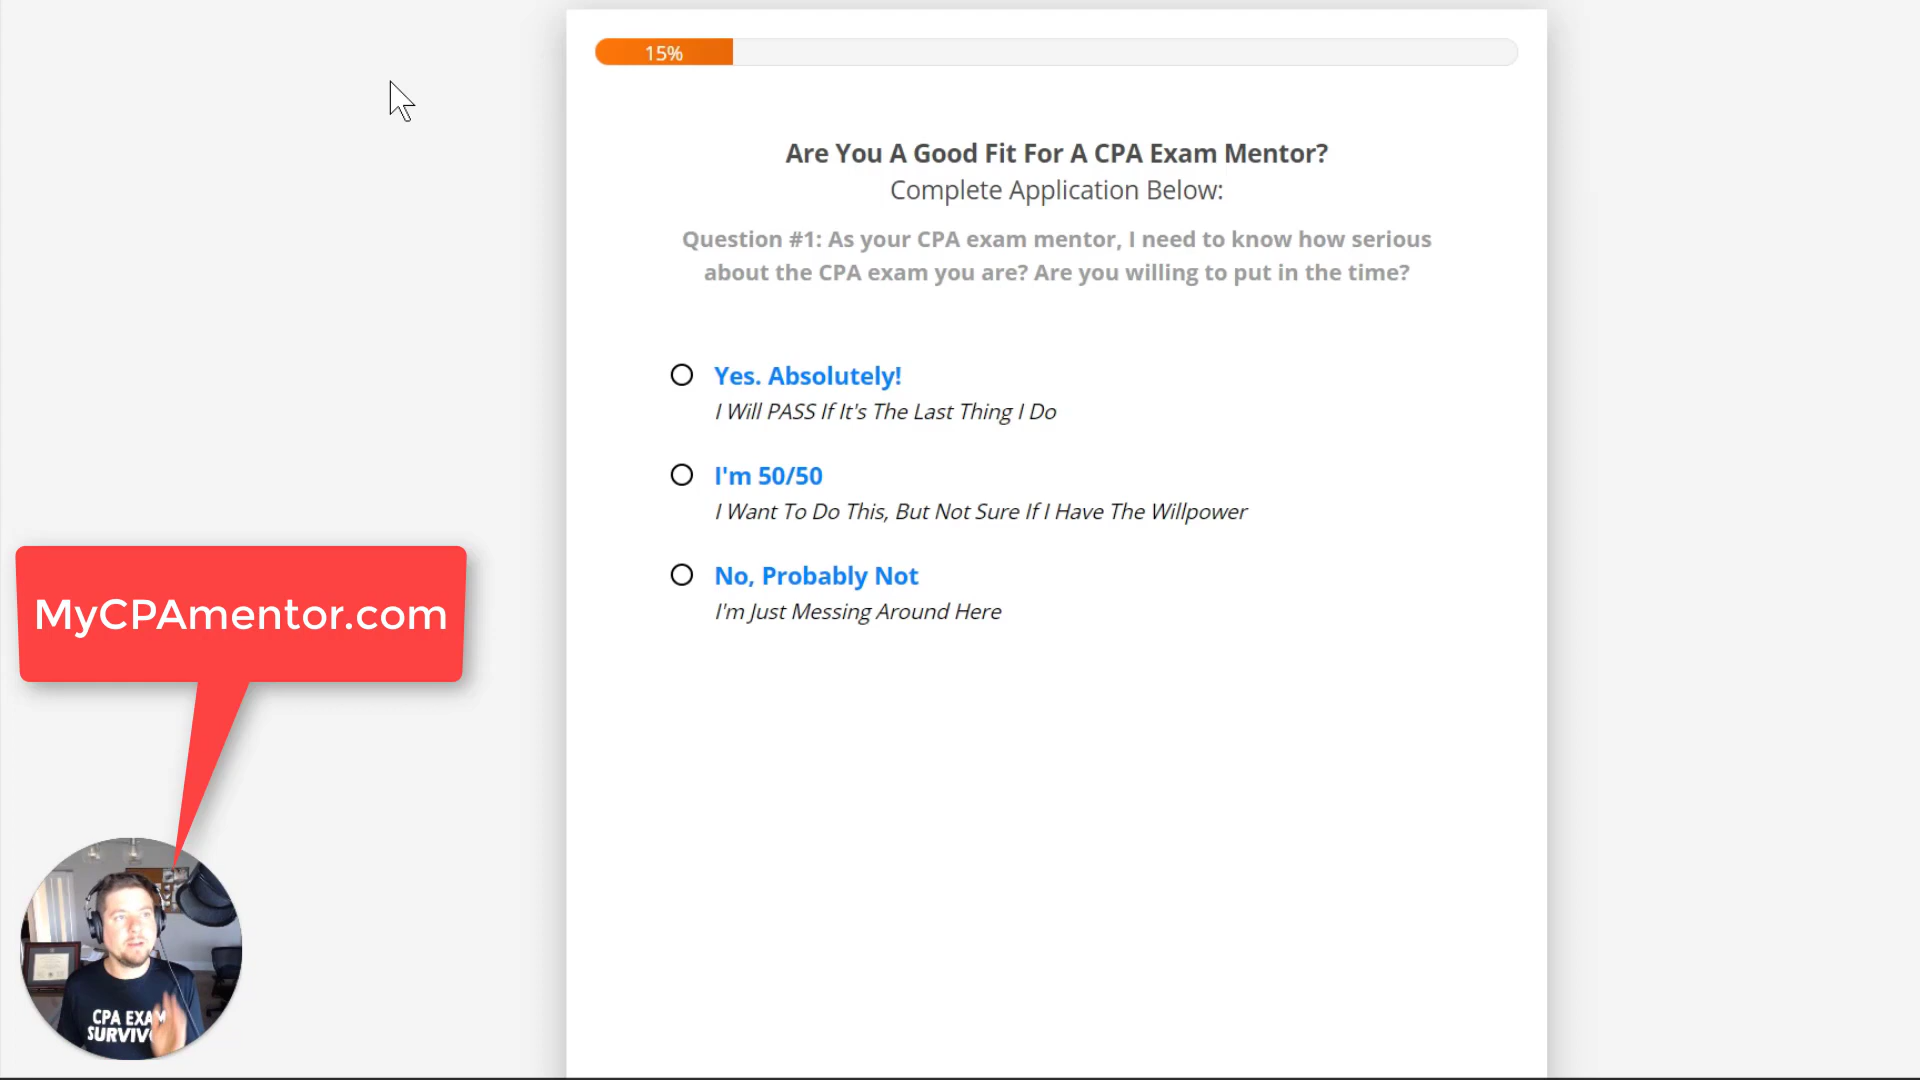 15%
Are You A Good Fit For A CPA Exam Mentor?
Complete Application Below:
Question #1: As your CPA exam mentor, I need to know how serious
about the CPA exam you are? Are you willing to put in the time?
Yes. Absolutely!
I Will PASS If It's The Last Thing I Do
I'm 50/50
I Want To Do This, But Not Sure If I Have The Willpower
No, Probably Not
I'm Just Messing Around Here
MyCPAmentor.com
CPA EXAM
SURVIV